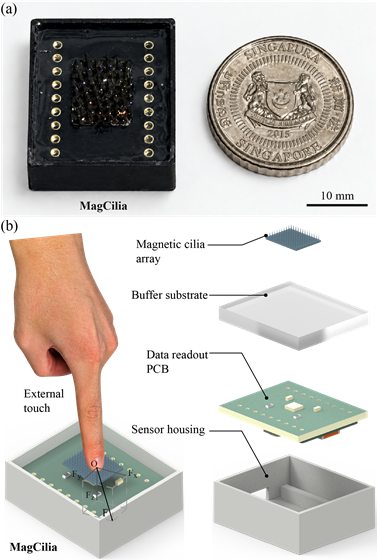 (a)
SINGAPURA
SINGAPORE
2015
MagCilia
10 mm
(b)
Magnetic cilia
array
Buffer substrate
Data readout
PCB
External
touch
Sensor housing
O
MagCilia